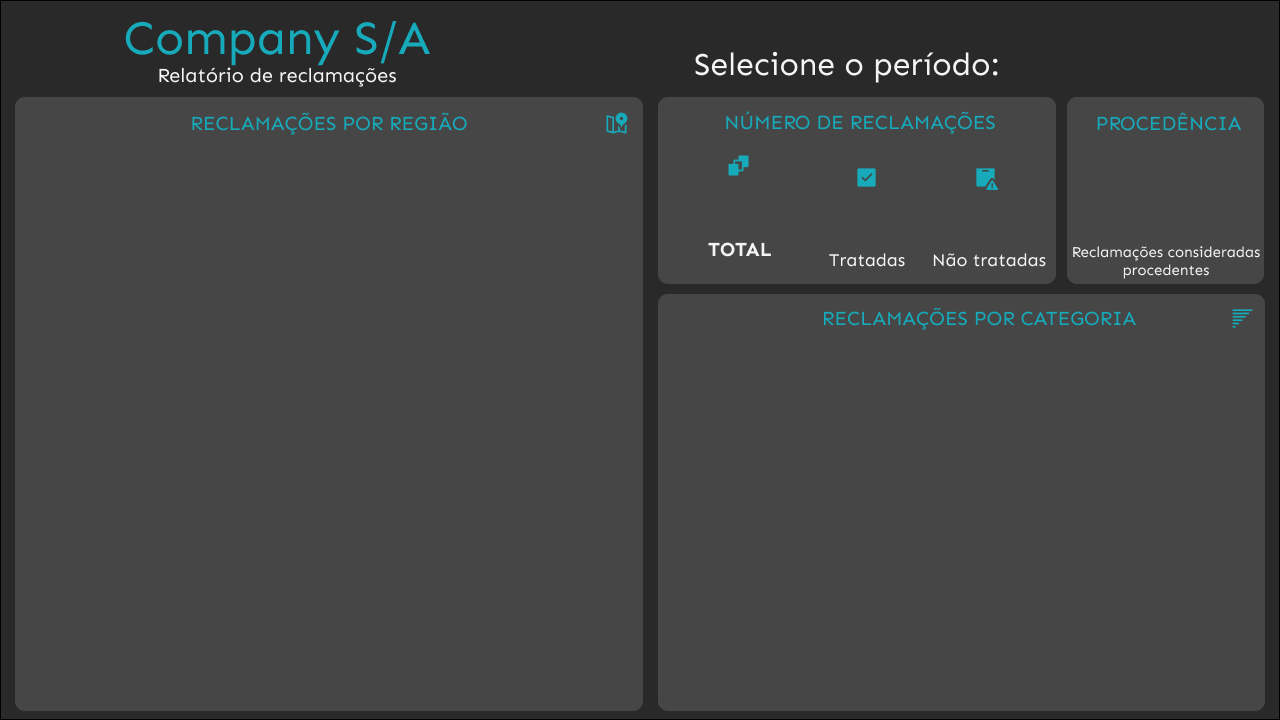 Company S/A
Relatório de reclamações
Selecione o período:
RECLAMAÇÕES POR REGIÃO
NÚMERO DE RECLAMAÇÕES
TOTAL
Tratadas
Não tratadas
PROCEDÊNCIA
Reclamações consideradas
procedentes
RECLAMAÇÕES POR CATEGORIA